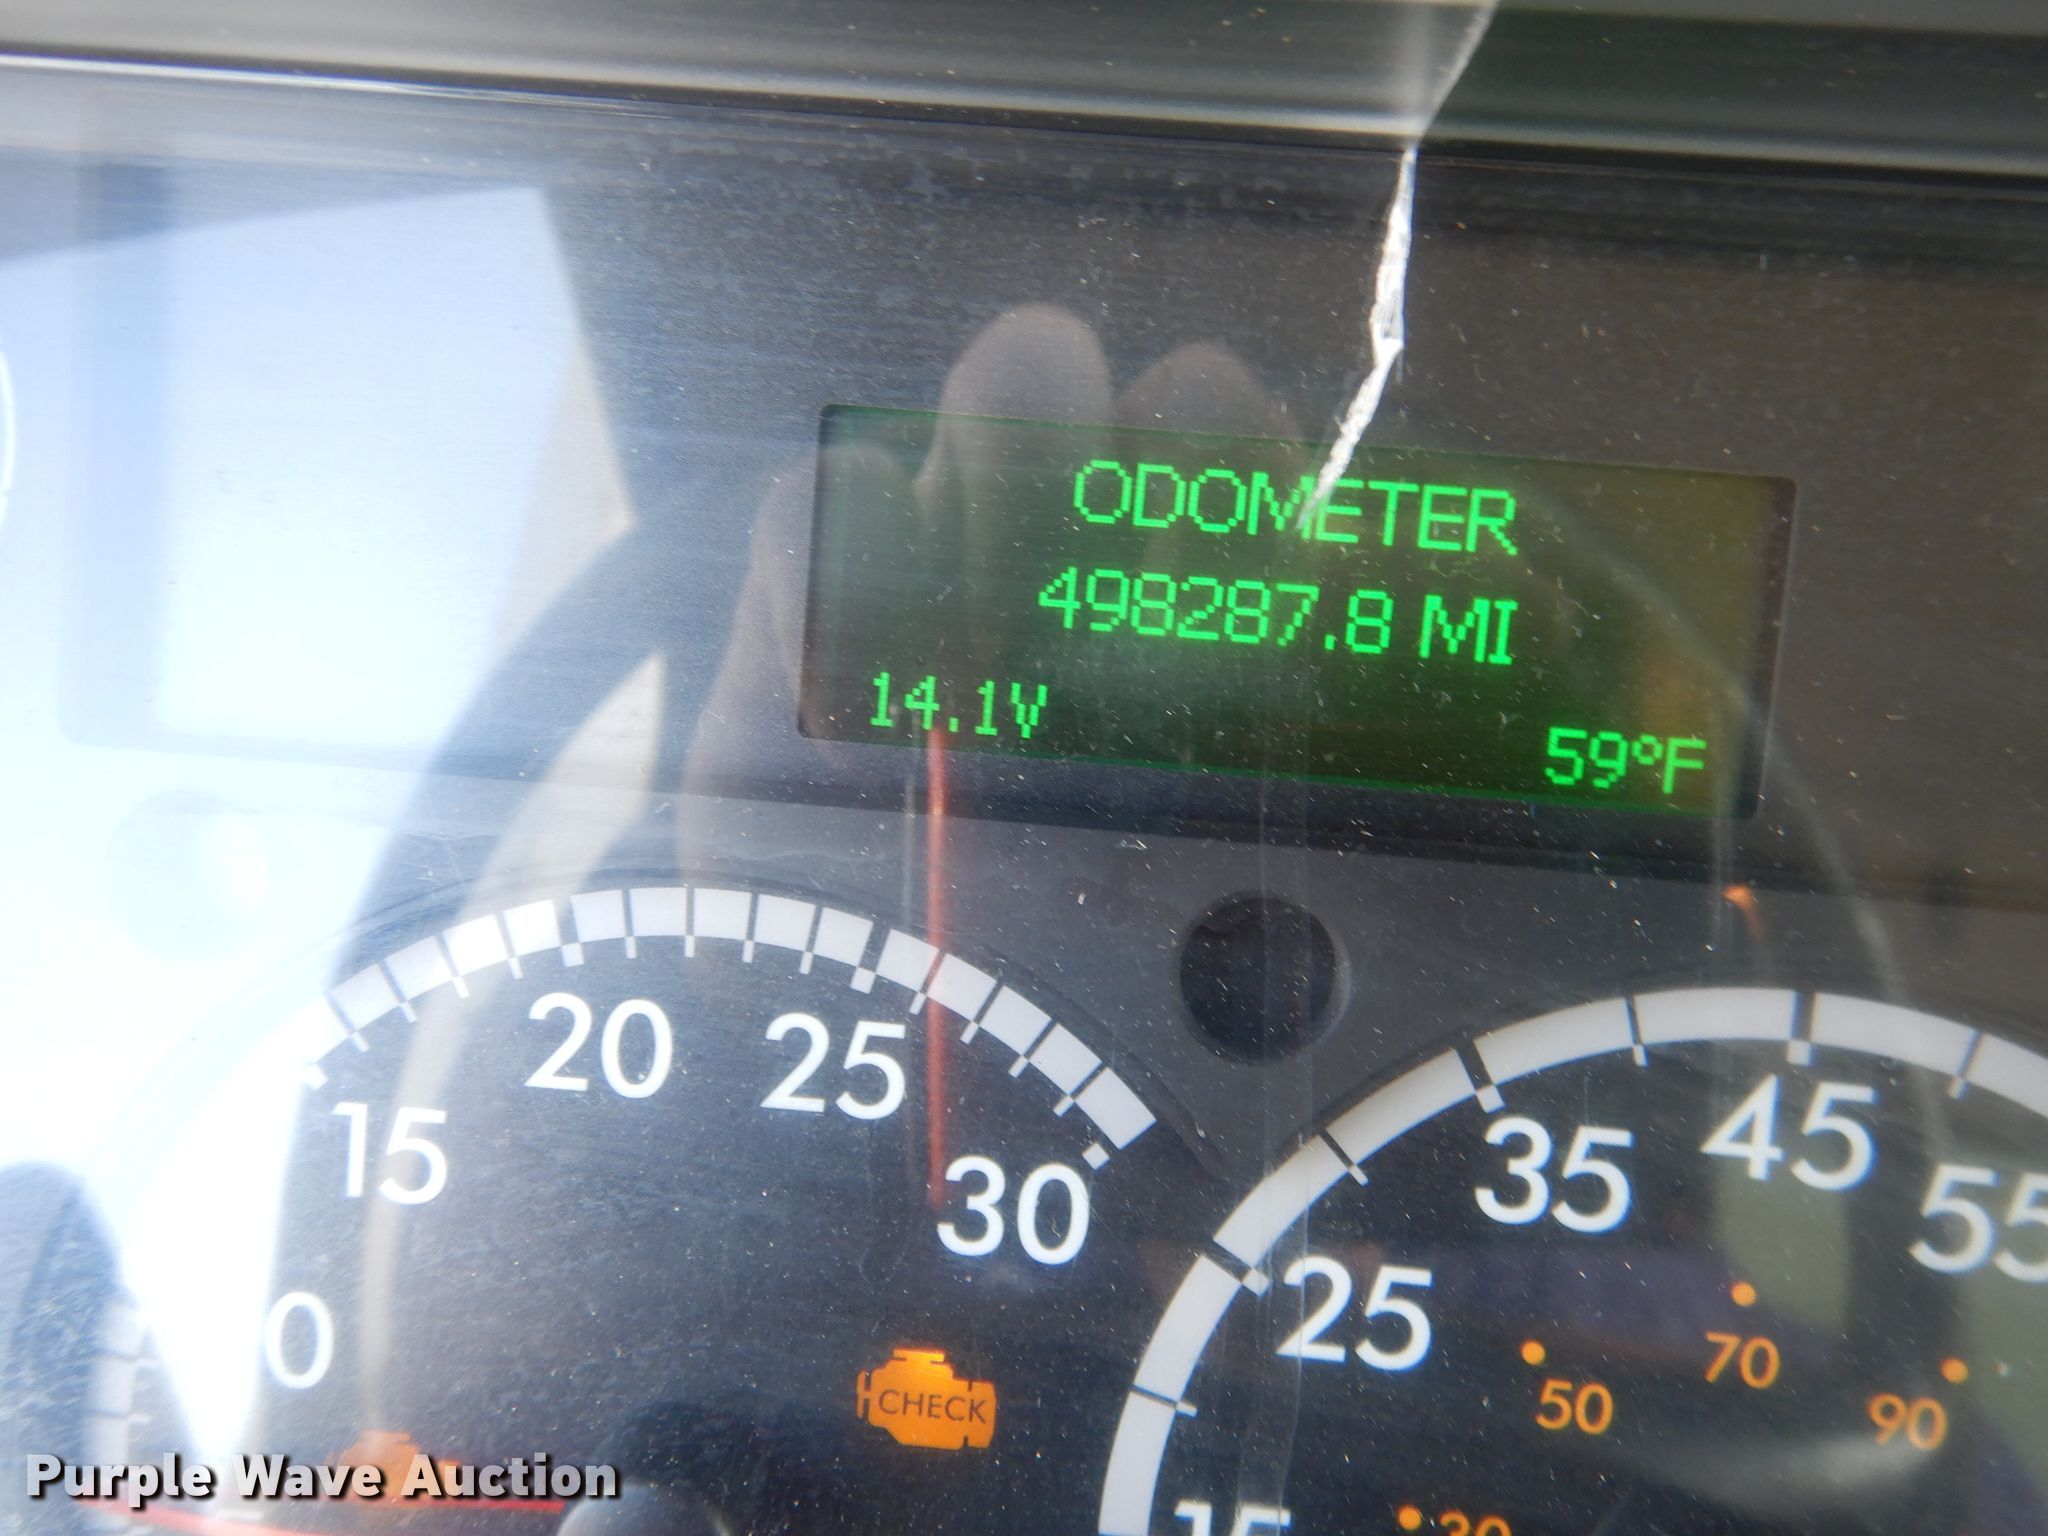 ODOMETER
498287.8 MI
14.1V
59°F
15 20 25 30
25 35 45
CHECK
50 70 90
Purple Wave Auction